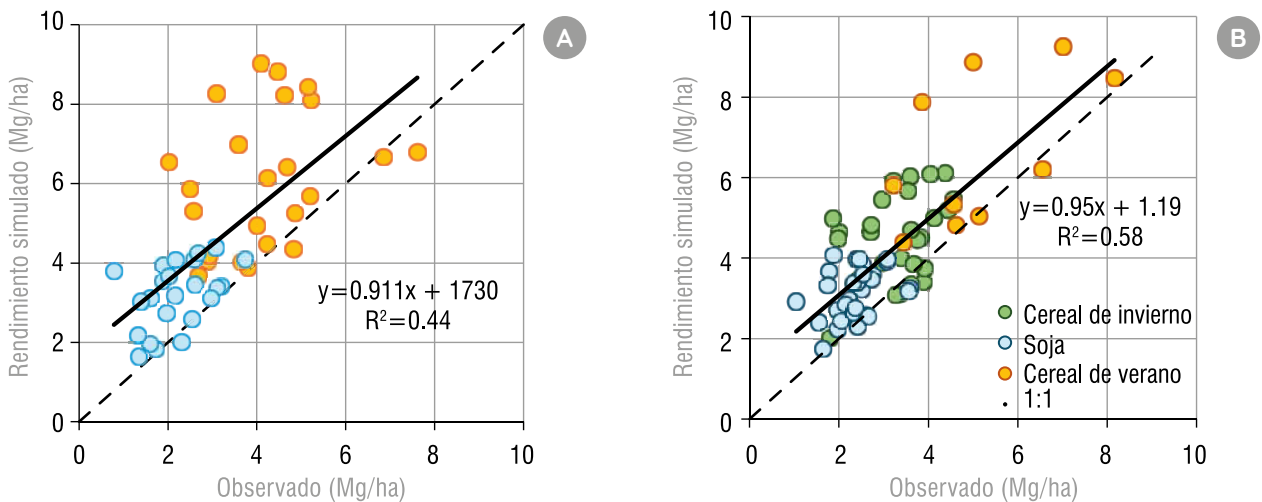 A
Rendimiento simulado (Mg/ha)
10
8
6
4
2
0
y=0.911x + 1730
R²=0.44
0 2 4 6 8 10
Observado (Mg/ha)
B
Rendimiento simulado (Mg/ha)
10
8
6
4
2
0
y=0.95x + 1.19
R²=0.58
Cereal de invierno
Soja
Cereal de verano
1:1
0 2 4 6 8 10
Observado (Mg/ha)